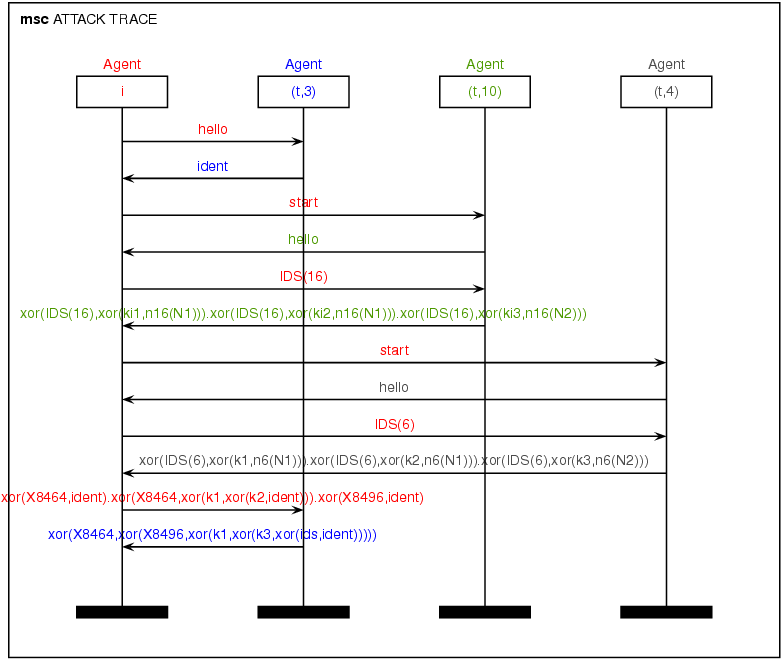 msc ATTACK TRACE
Agent Agent Agent Agent
i (t,3) (t,10) (t,4)
hello
ident
start
hello
IDS(16)
xor(IDS(16),xor(ki1,n16(N1))).xor(IDS(16),xor(ki2,n16(N1))).xor(IDS(16),xor(ki3,n16(N2)))
start
hello
IDS(6)
xor(IDS(6),xor(k1,n6(N1))).xor(IDS(6),xor(k2,n6(N1))).xor(IDS(6),xor(k3,n6(N2)))
xor(X8464,ident).xor(X8464,xor(k1,xor(k2,ident))).xor(X8496,ident)
xor(X8464,xor(X8496,xor(k1,xor(k3,xor(ids,ident)))))